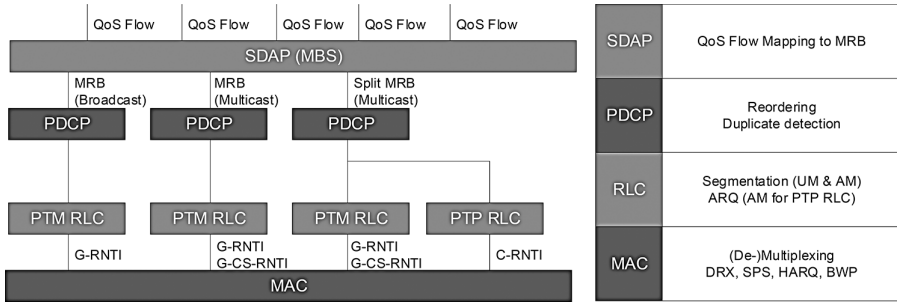 QoS Flow QoS Flow QoS Flow QoS Flow QoS Flow
SDAP (MBS)
MRB
(Broadcast)
MRB
(Multicast)
Split MRB
(Multicast)
PDCP PDCP PDCP
PTM RLC PTM RLC PTM RLC PTP RLC
G-RNTI
G-RNTI
G-CS-RNTI
G-RNTI
G-CS-RNTI
C-RNTI
MAC
SDAP
QoS Flow Mapping to MRB
PDCP
Reordering
Duplicate detection
RLC
Segmentation (UM & AM)
ARQ (AM for PTP RLC)
MAC
(De-)Multiplexing
DRX, SPS, HARQ, BWP